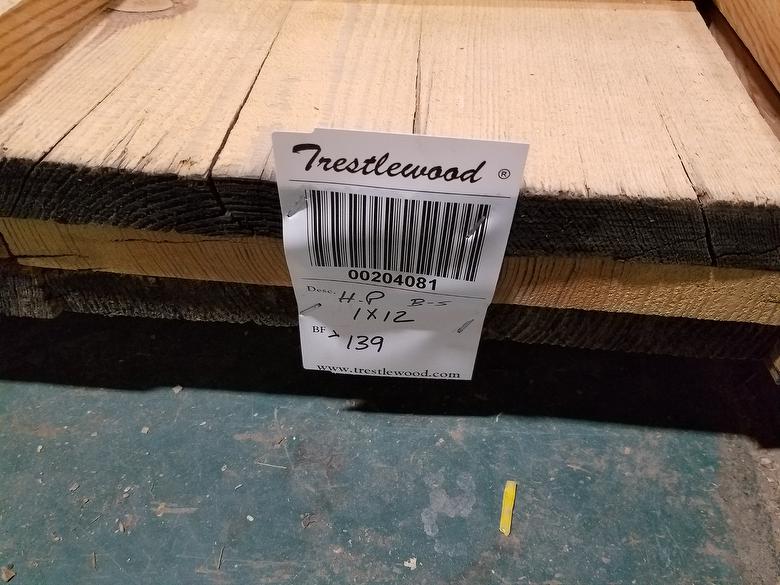 Trestlewood ®
00204081
Desc. H-P B-S
1X12
BF > 139
www.trestlewood.com